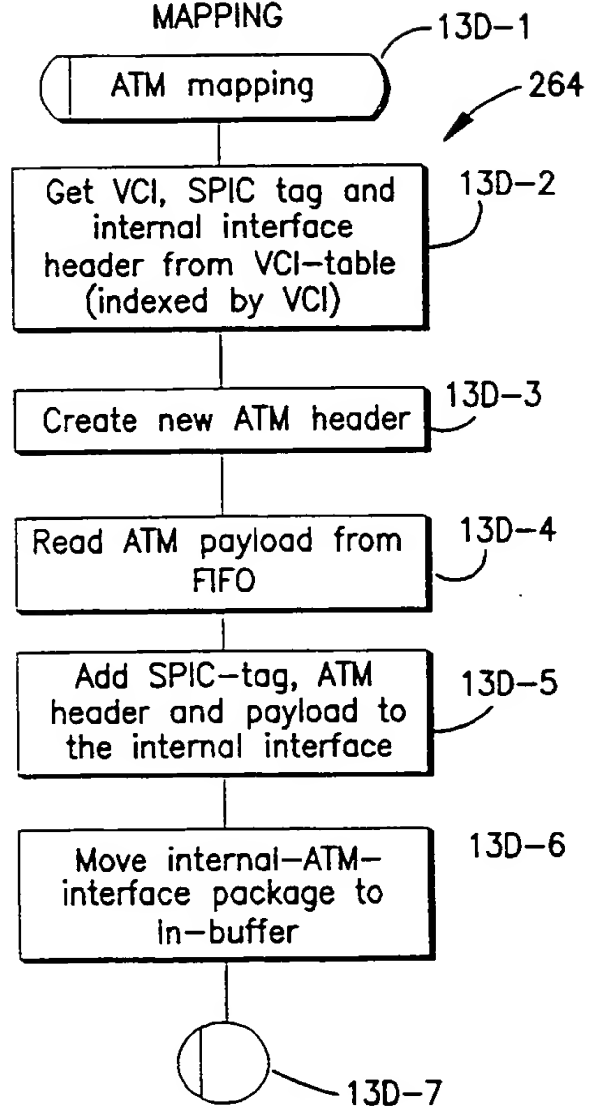 MAPPING
13D-1
ATM mapping
264
Get VCI, SPIC tag and
internal interface
header from VCI-table
(indexed by VCI)
13D-2
Create new ATM header
13D-3
Read ATM payload from
FIFO
13D-4
Add SPIC-tag, ATM
header and payload to
the internal interface
13D-5
Move internal-ATM-
interface package to
in-buffer
13D-6
13D-7